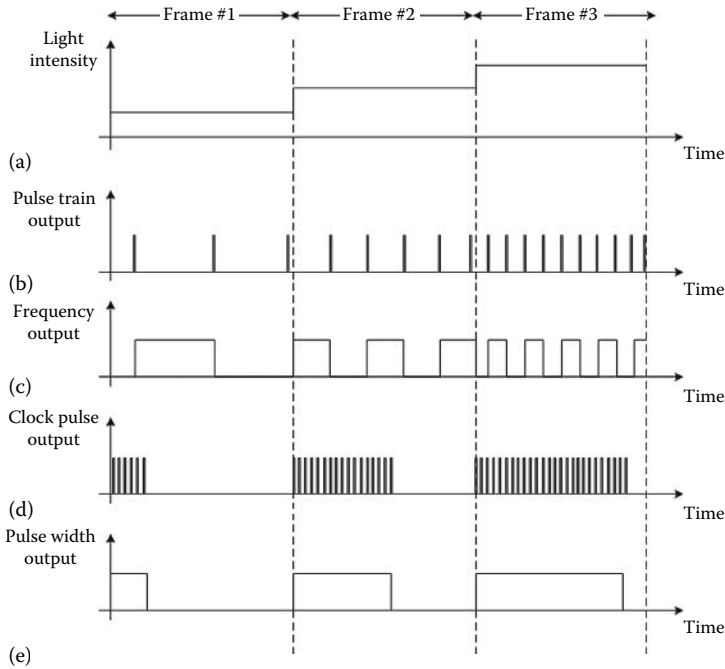 Frame #1 Frame #2 Frame #3
Light
intensity
Time
(a)
Pulse train
output
Time
(b)
Frequency
output
Time
(c)
Clock pulse
output
Time
(d)
Pulse width
output
Time
(e)